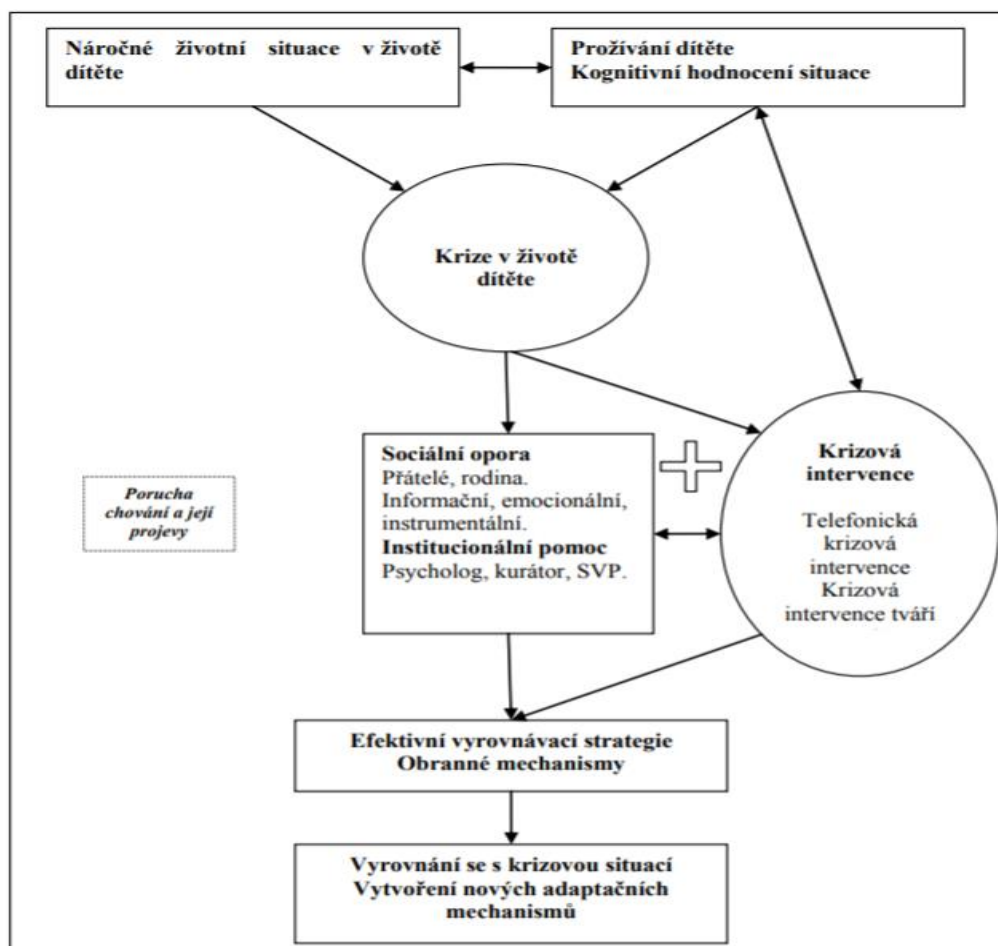 Náročné životní situace v životě
dítěte
Prožívání dítěte
Kognitivní hodnocení situace
Krize v životě
dítěte
Sociální opora
Přátelé, rodina.
Informační, emocionální,
instrumentální.
Institucionální pomoc
Psycholog, kurátor, SVP.
Krizová
intervence
Telefonická
krizová
intervence
Krizová
intervence tváří
Porucha
chování a její
projevy
Efektivní vyrovnávací strategie
Obranné mechanismy
Vyrovnání se s krizovou situací
Vytvoření nových adaptačních
mechanismů